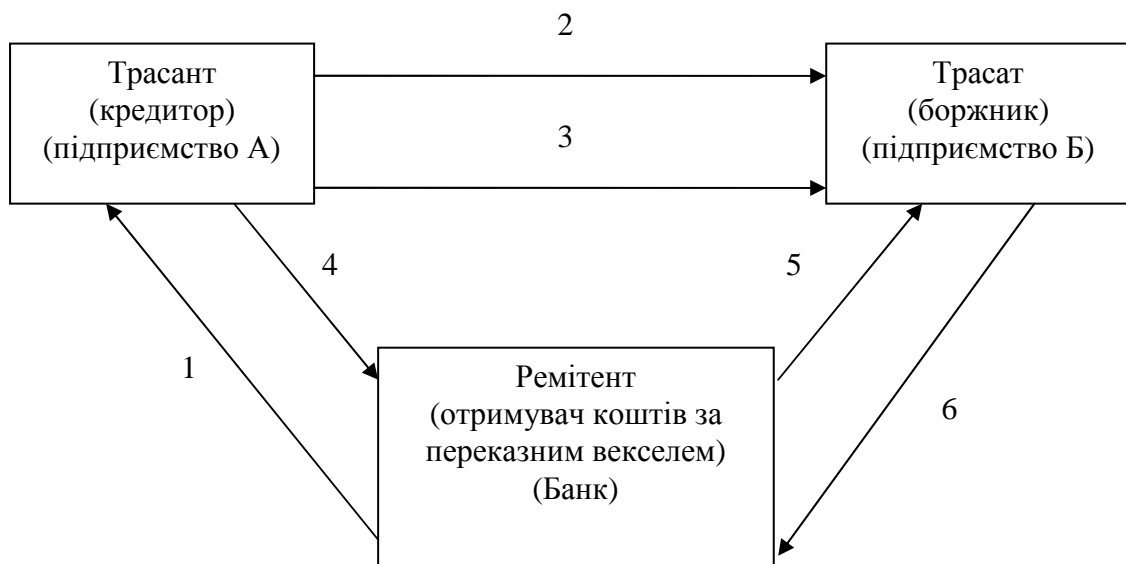 2
Трасант
(кредитор)
(підприємство А)
Трасат
(боржник)
(підприємство Б)
3
4
5
1
Ремітент
(отримувач коштів за
переказним векселем)
(Банк)
6